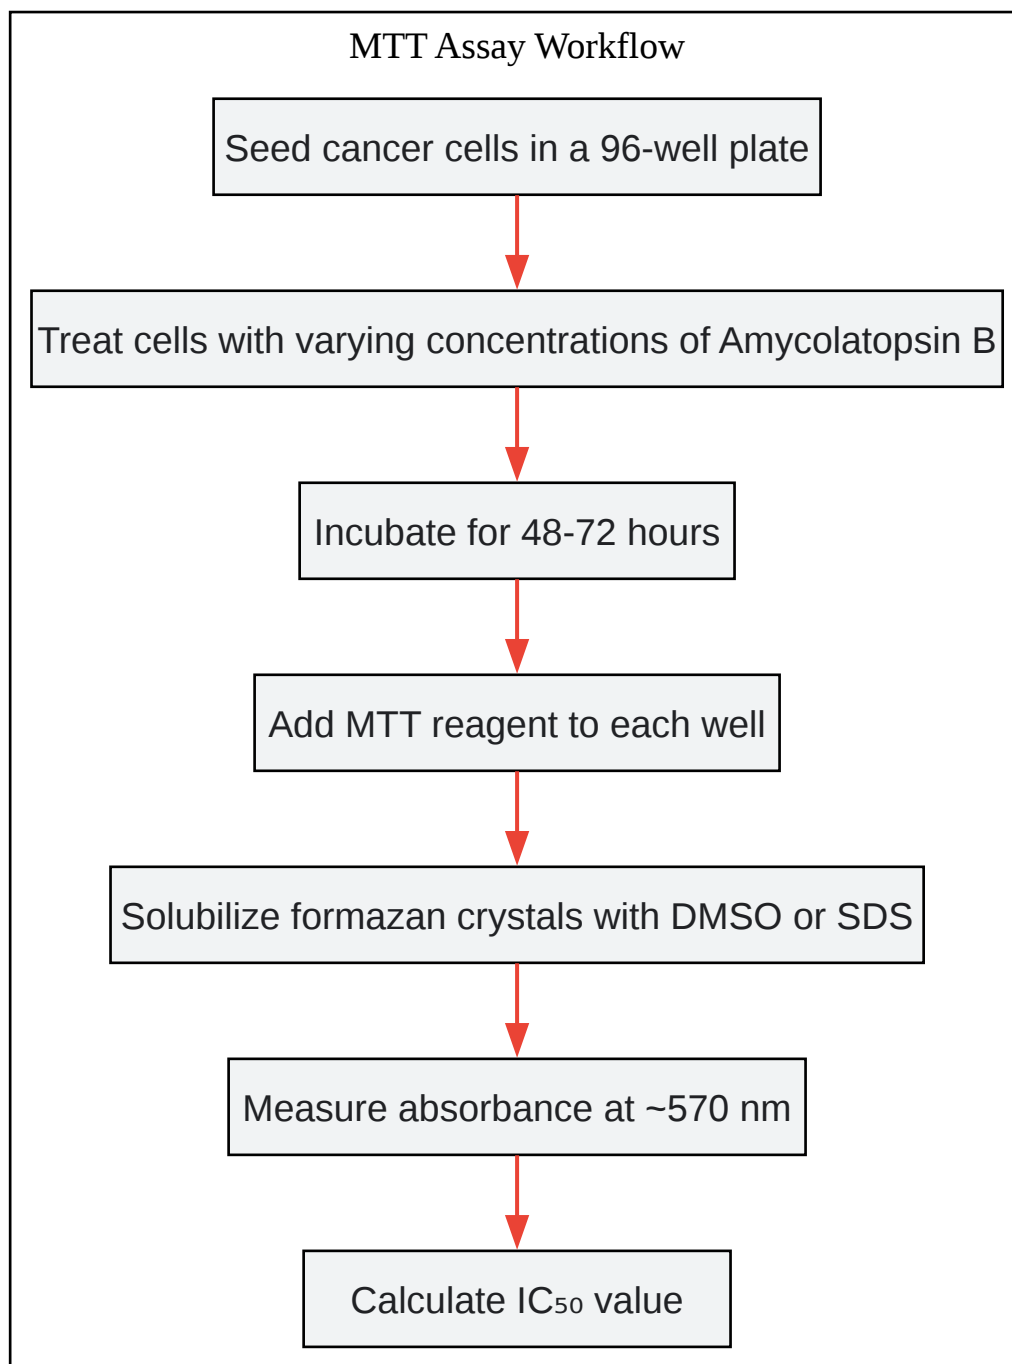 MTT Assay Workflow
Seed cancer cells in a 96-well plate
Treat cells with varying concentrations of Amycolatopsin B
Incubate for 48-72 hours
Add MTT reagent to each well
Solubilize formazan crystals with DMSO or SDS
Measure absorbance at ~570 nm
Calculate IC₅₀ value